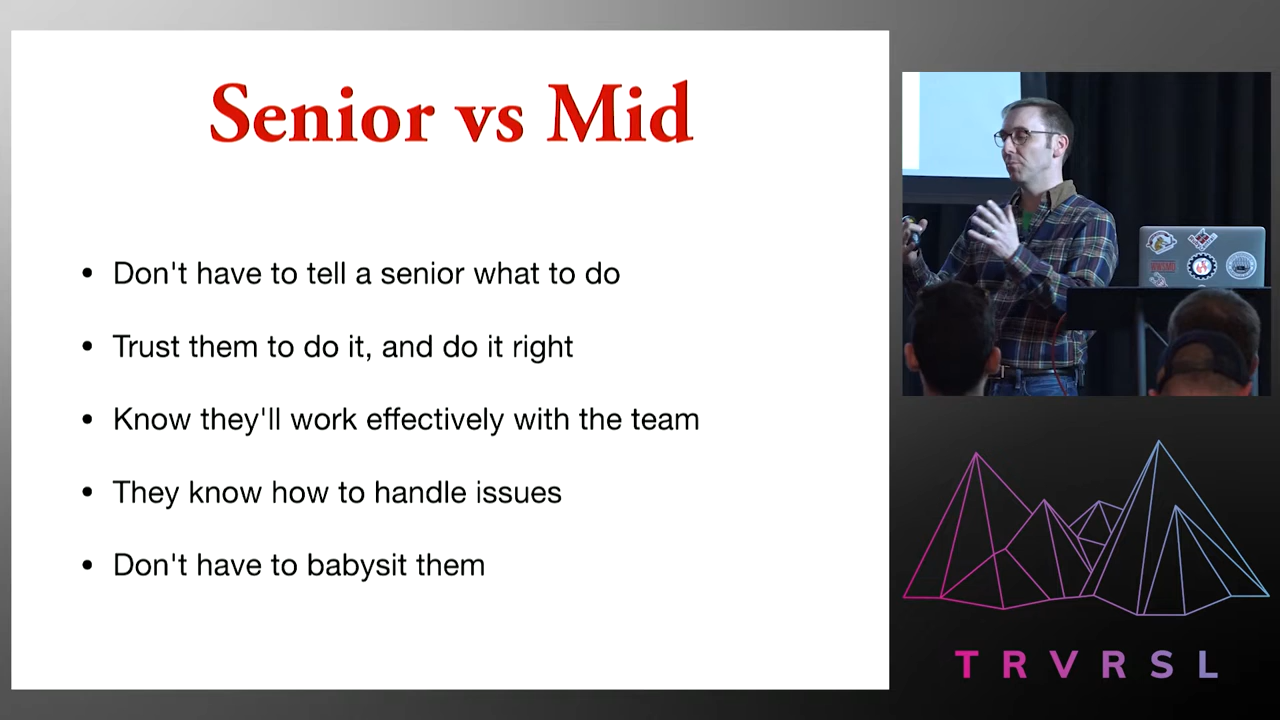 Senior vs Mid
• Don't have to tell a senior what to do
• Trust them to do it, and do it right
• Know they'll work effectively with the team
• They know how to handle issues
• Don't have to babysit them
TRVRSL